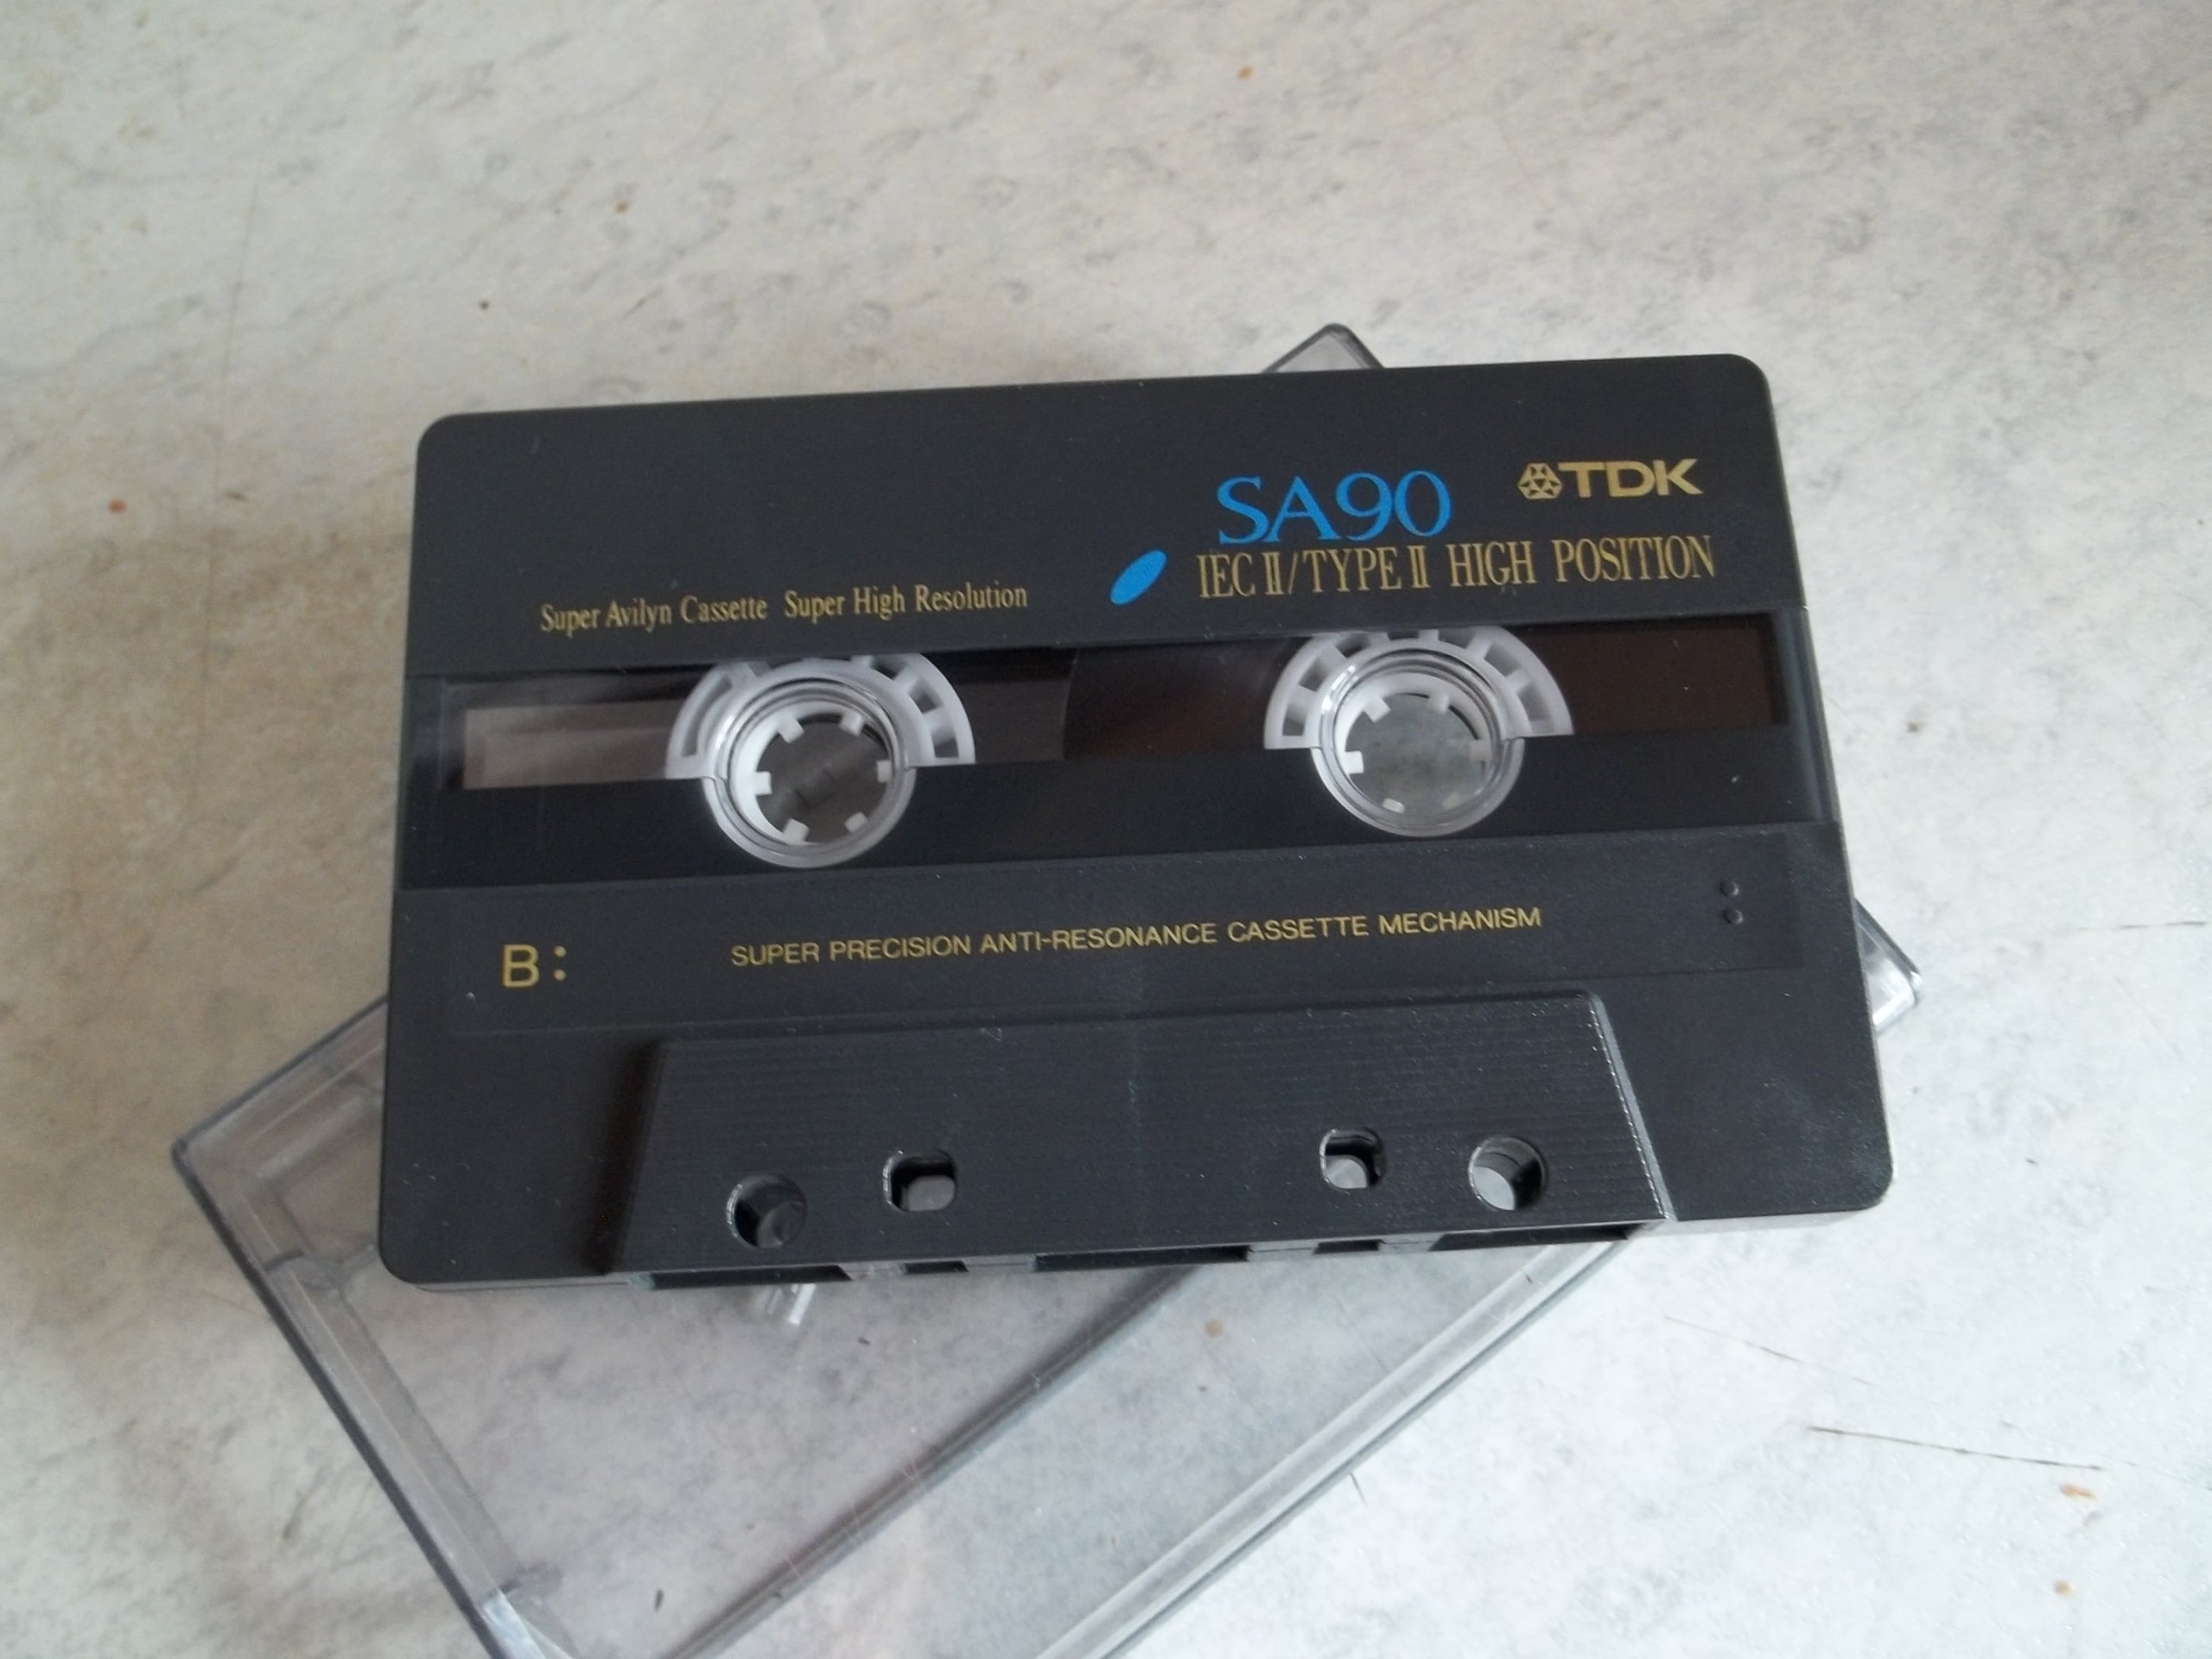 SA90 TDK
IEC II/TYPE II HIGH POSITION
Super Avilyn Cassette Super High Resolution
B: SUPER PRECISION ANTI-RESONANCE CASSETTE MECHANISM